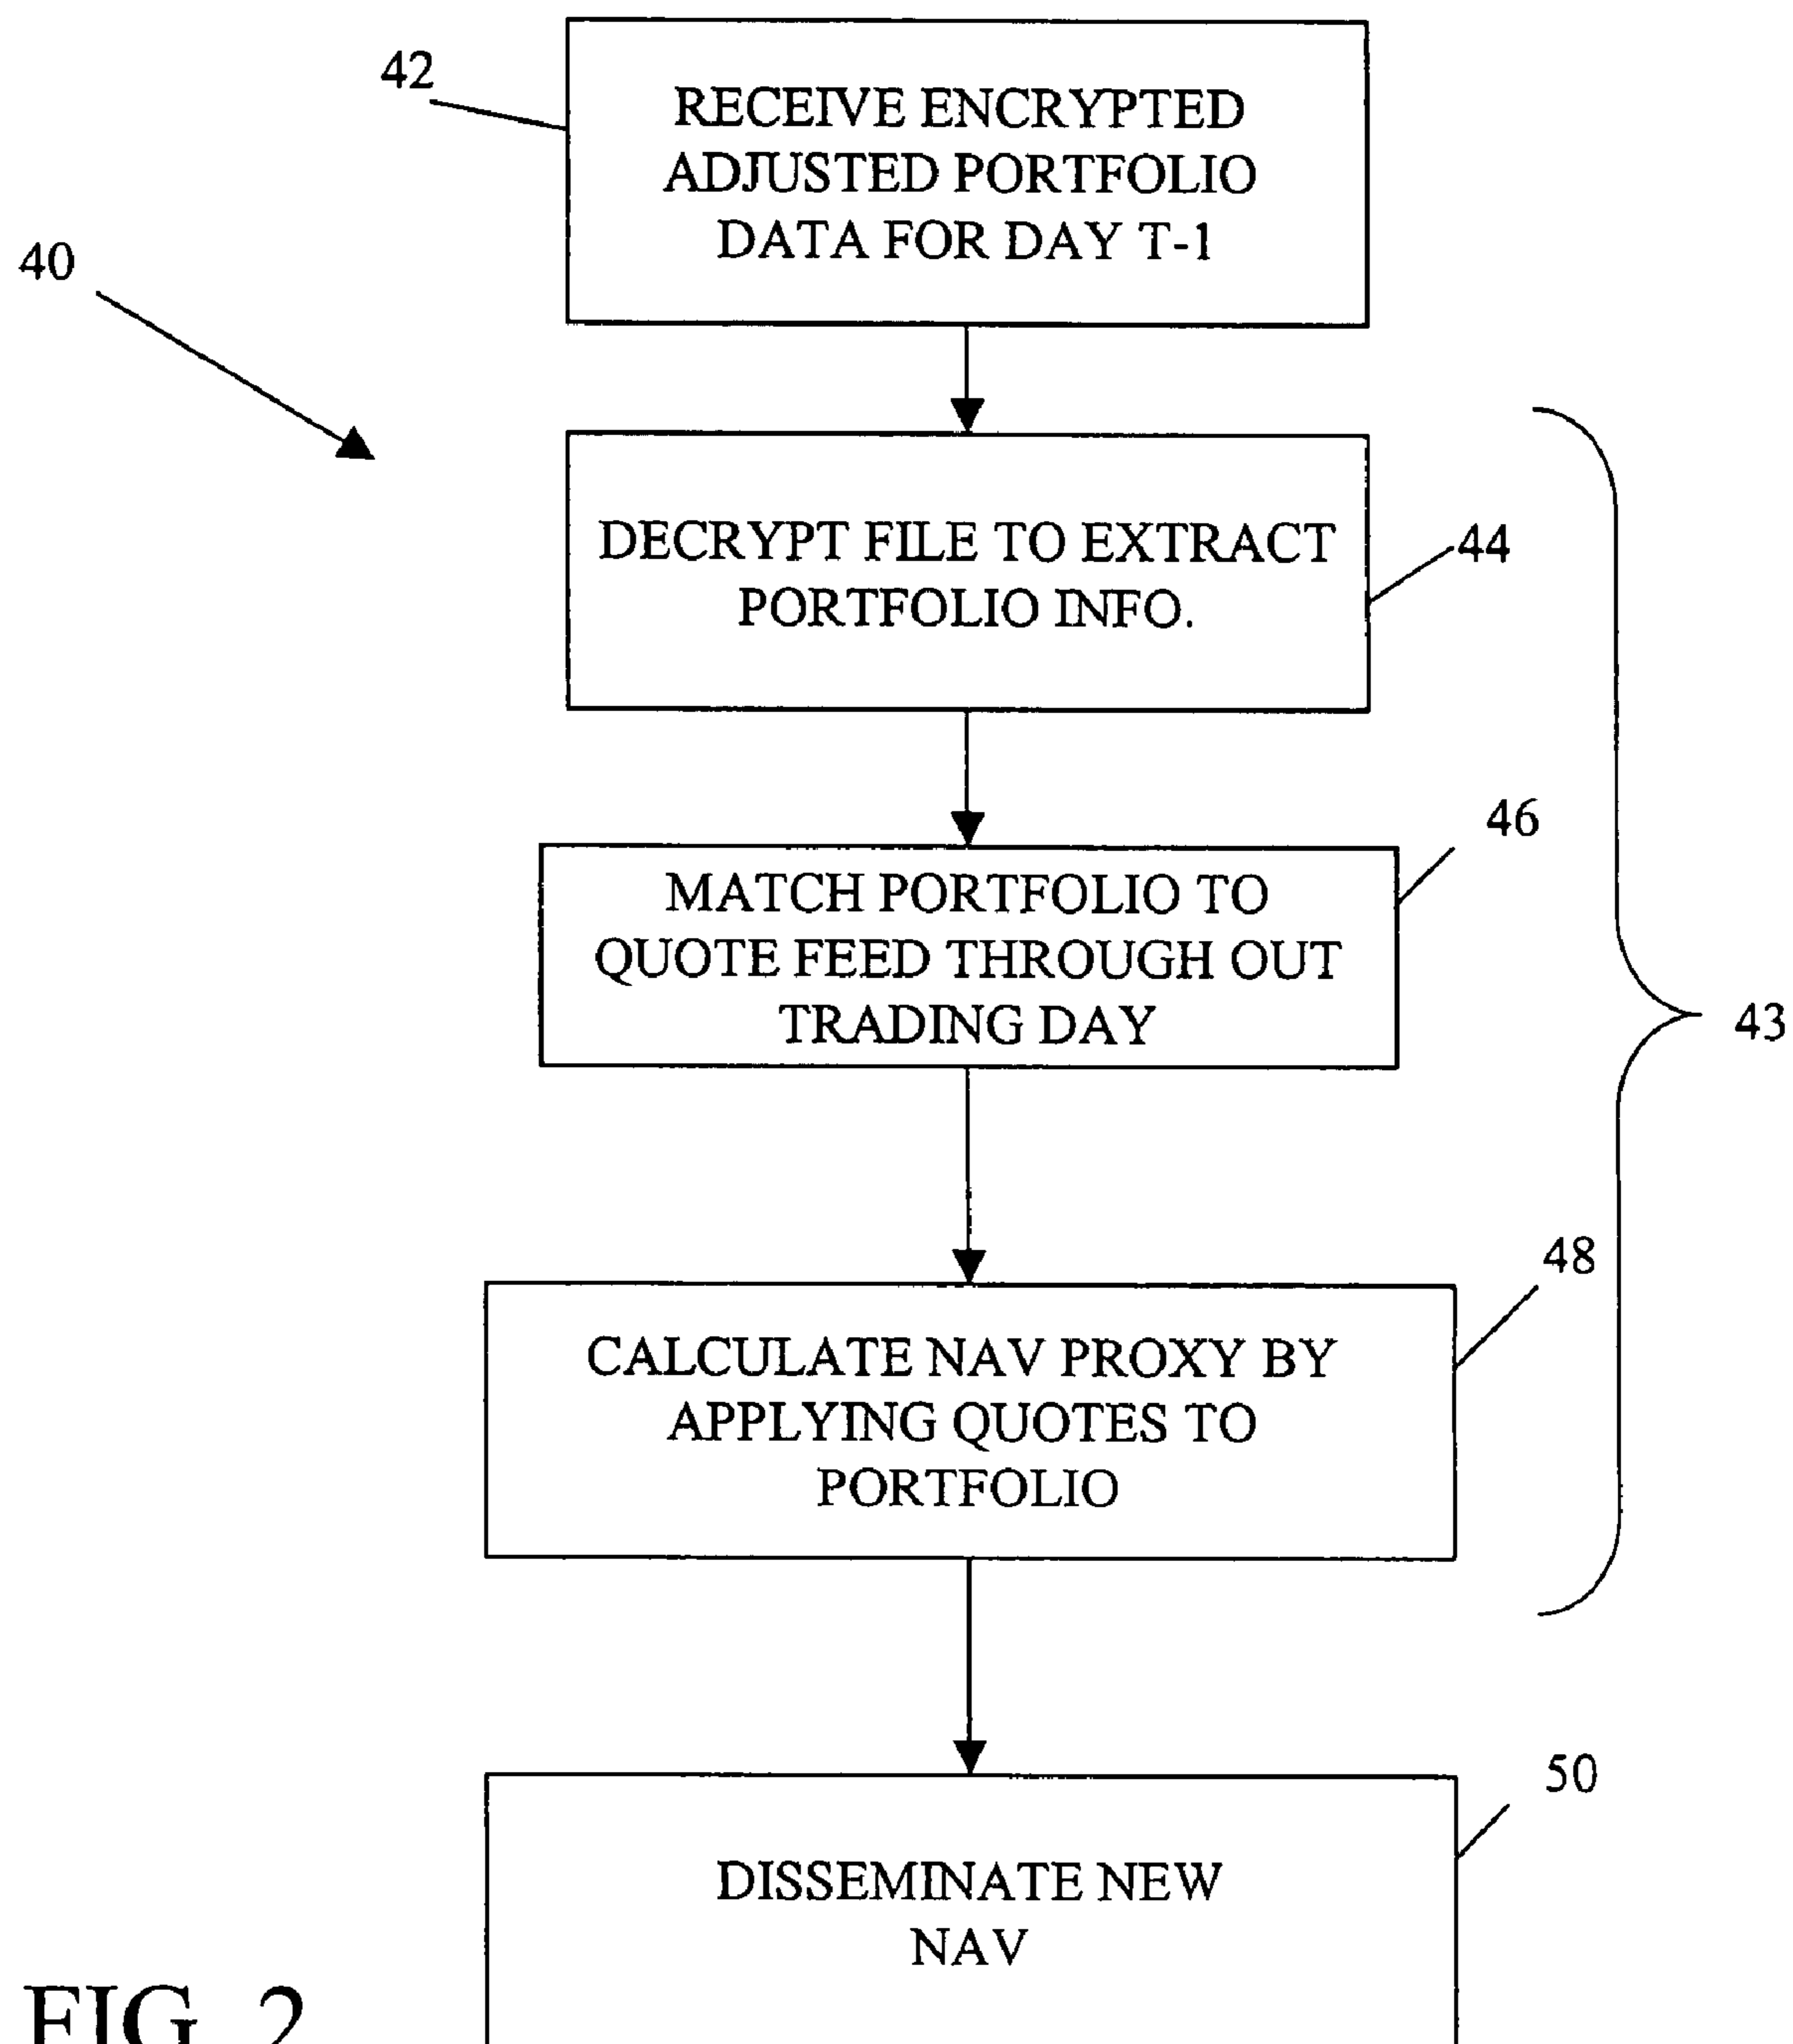 42
RECEIVE ENCRYPTED
ADJUSTED PORTFOLIO
DATA FOR DAY T-1
40
DECRYPT FILE TO EXTRACT
PORTFOLIO INFO.
44
46
MATCH PORTFOLIO TO
QUOTE FEED THROUGH OUT
TRADING DAY
43
48
CALCULATE NAV PROXY BY
APPLYING QUOTES TO
PORTFOLIO
50
DISSEMINATE NEW
NAV
FIG. 2